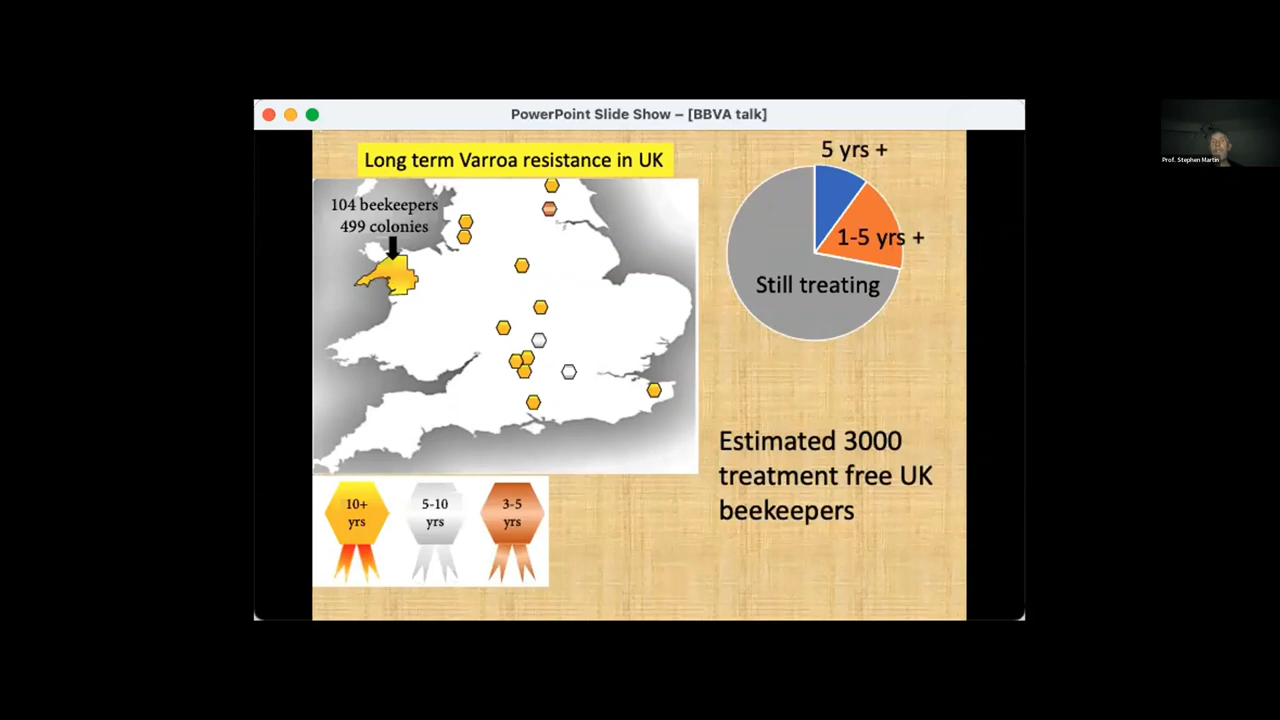 PowerPoint Slide Show – [BBVA talk]
Long term Varroa resistance in UK
104 beekeepers
499 colonies
10+
yrs
5-10
yrs
3-5
yrs
5 yrs +
1-5 yrs +
Still treating
Estimated 3000
treatment free UK
beekeepers
Prof. Stephen Martin